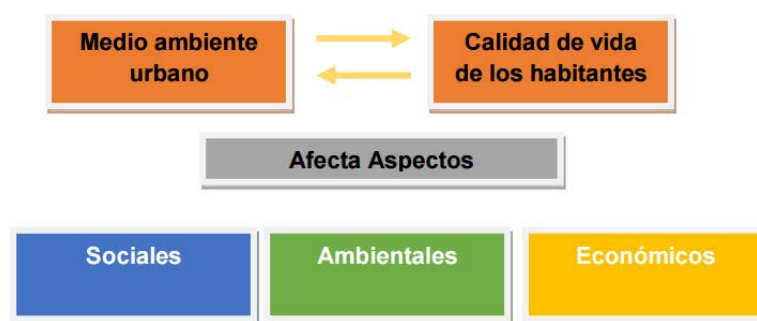 Medio ambiente
urbano
Calidad de vida
de los habitantes
Afecta Aspectos
Sociales
Ambientales
Económicos